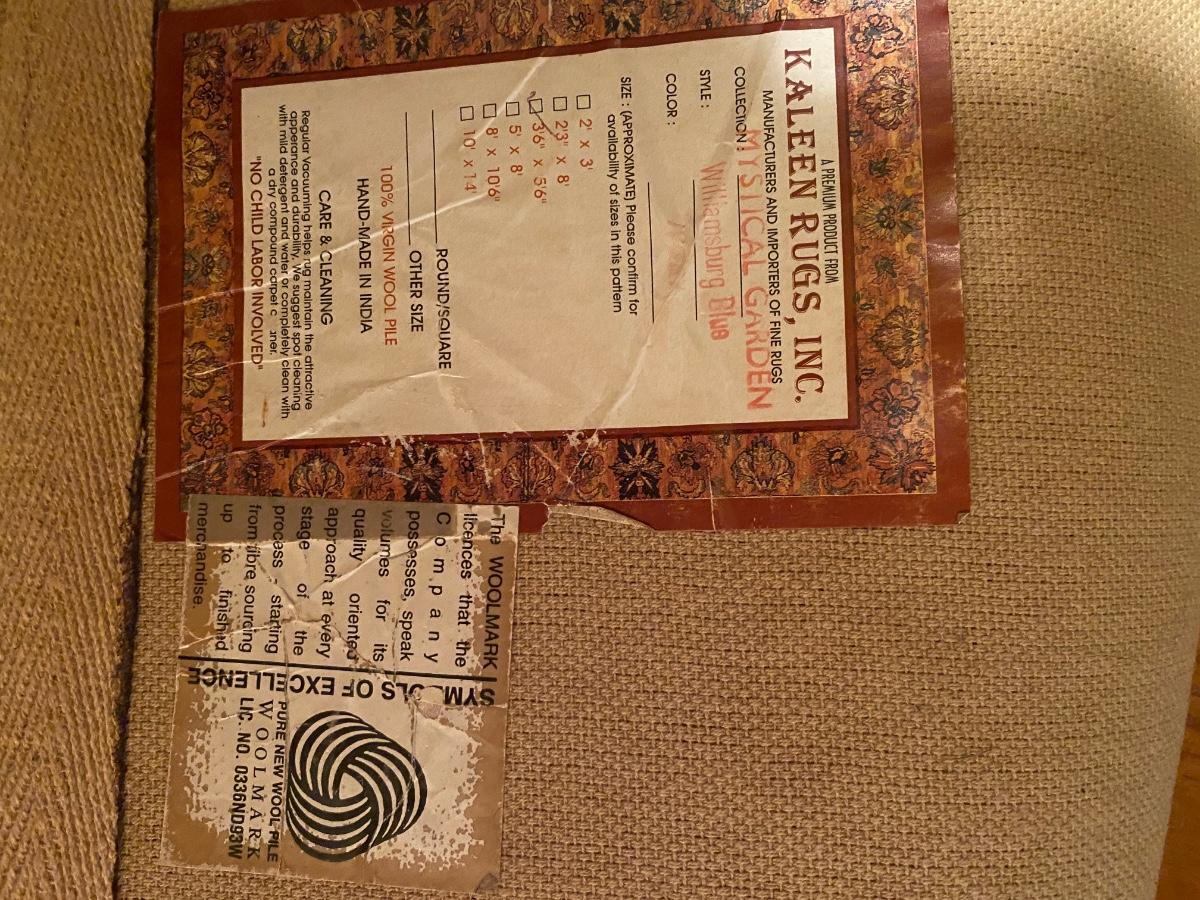 A PREMIUM PRODUCT FROM
KALEEN RUGS, INC.
MANUFACTURERS AND IMPORTERS OF FINE RUGS
COLLECTION: MYSTICAL GARDEN
STYLE : Williamsburg Blue
COLOR :
SIZE : (APPROXIMATE) Please confirm for
availability of sizes in this pattern
2' x 3'
2'3" x 8'
3'6" x 5'6"
5' x 8'
8' x 10'6"
10' x 14'
ROUND/SQUARE
OTHER SIZE
100% VIRGIN WOOL PILE
HAND-MADE IN INDIA
CARE & CLEANING
Regular Vacuuming helps rug maintain the attractive
apperence and durability. We suggest spot cleaning
with mild detergent and water or completely clean with
a dry compound carpet
"NO CHILD LABOR INVOLVED"
The WOOLMARK
licences that the
Company
possesses, speak
volumes for its
quality oriented
approach at every
stage of the
process starting
from fibre sourcing
up to finished
merchandise.
SYMBOLS OF EXCELLENCE
PURE NEW WOOL PILE
WOOLMARK
LIC. NO. 0336ND93W